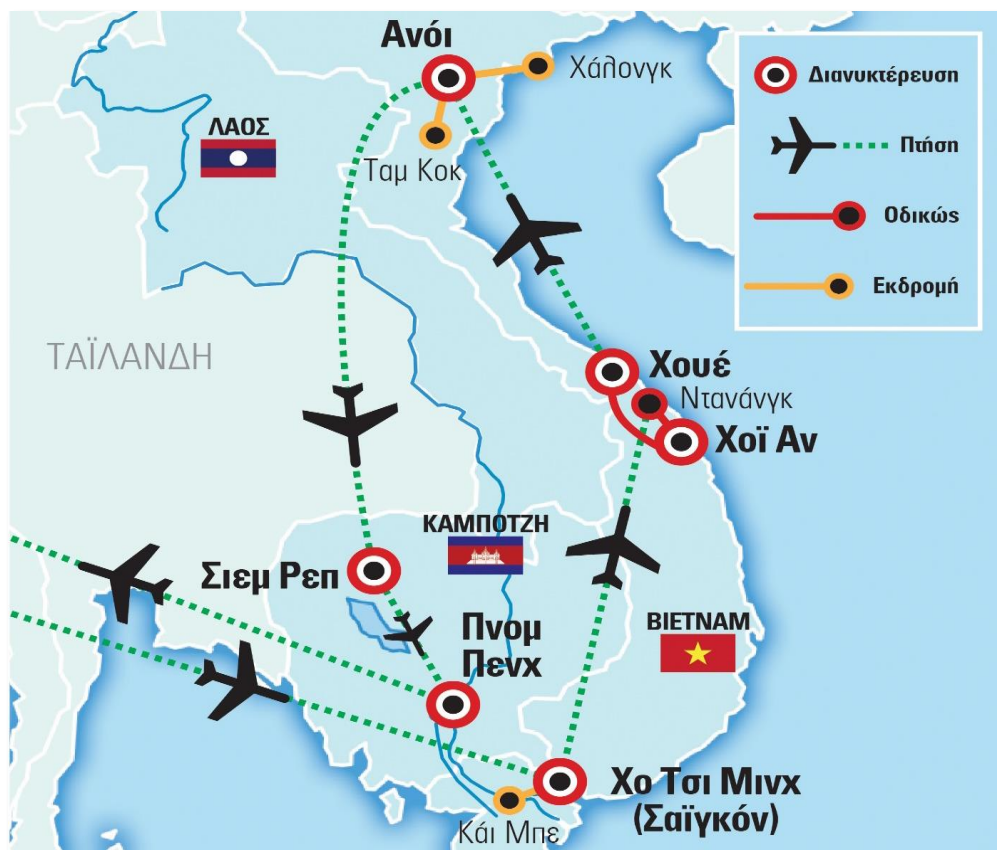 Ανόι
Χάλονγκ
Ταμ Κοκ
ΛΑΟΣ
Διανυκτέρευση
Πτήση
Οδικώς
Εκδρομή
ΤΑΪΛΑΝΔΗ
Χουέ
Ντανάνγκ
Χοϊ Αν
ΚΑΜΠΟΤΖΗ
Σιεμ Ρεπ
Πνομ
Πενχ
ΒΙΕΤΝΑΜ
Χο Τσι Μινχ
(Σαϊγκόν)
Κάι Μπε